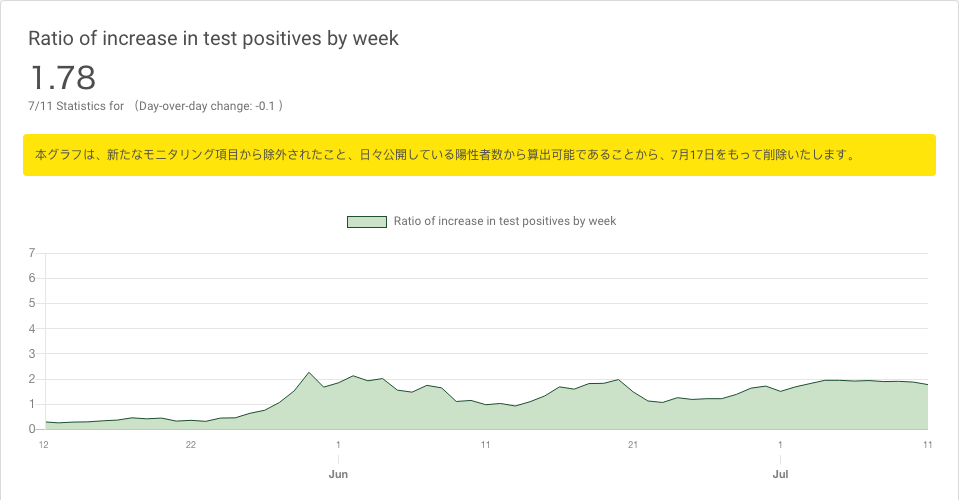 Ratio of increase in test positives by week
1.78
7/11 Statistics for （Day-over-day change: -0.1 ）
本グラフは、新たなモニタリング項目から除外されたこと、日々公開している陽性者数から算出可能であることから、7月17日をもって削除いたします。
Ratio of increase in test positives by week
7
6
5
4
3
2
1
0
12 22 1 11 21 1 11
Jun Jul